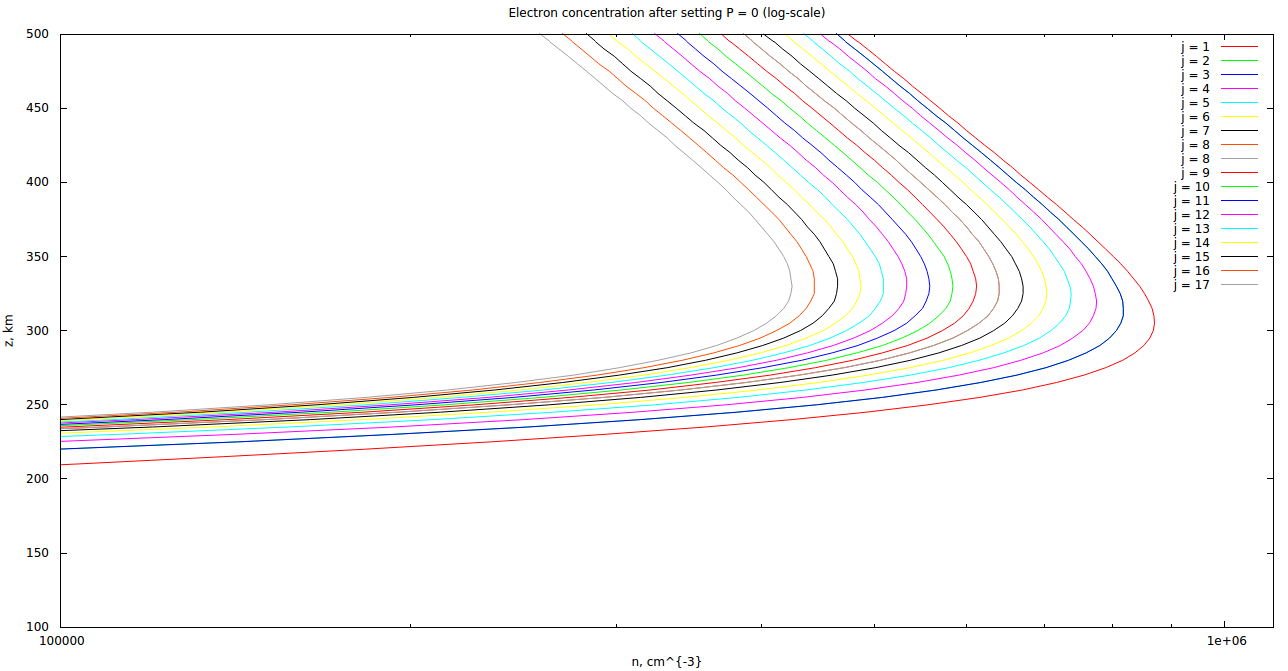 Electron concentration after setting P = 0 (log-scale)
500
450
400
350
300
250
200
150
100
z, km
100000
1e+06
n, cm^{-3}
j = 1
j = 2
j = 3
j = 4
j = 5
j = 6
j = 7
j = 8
j = 8
j = 9
j = 10
j = 11
j = 12
j = 13
j = 14
j = 15
j = 16
j = 17